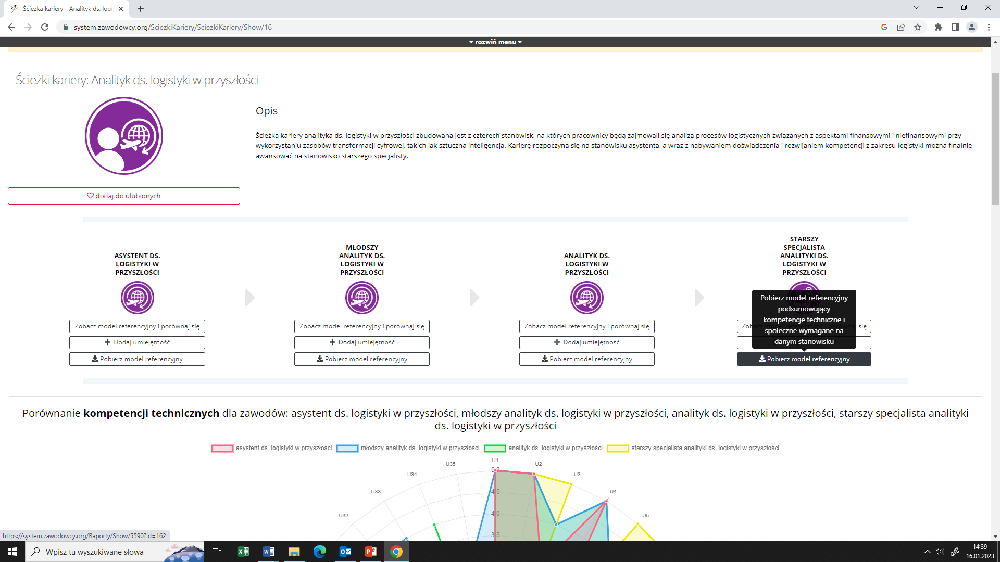 Ścieżka kariery - Analityk ds. logis
system.zawodowcy.org/SciezkiKariery/SciezkiKariery/Show/16
rozwiń menu
Ścieżki kariery: Analityk ds. logistyki w przyszłości
Opis
Ścieżka kariery analityka ds. logistyki w przyszłości zbudowana jest z czterech stanowisk, na których pracownicy będą zajmowali się analizą procesów logistycznych związanych z aspektami finansowymi i niefinansowymi przy
wykorzystaniu zasobów transformacji cyfrowej, takich jak sztuczna inteligencja. Karierę rozpoczyna się na stanowisku asystenta, a wraz z nabywaniem doświadczenia i rozwijaniem kompetencji z zakresu logistyki można finalnie
awansować na stanowisko starszego specjalisty.
dodaj do ulubionych
ASYSTENT DS.
LOGISTYKI W
PRZYSZŁOŚCI
Zobacz model referencyjny i porównaj się
Dodaj umiejętność
Pobierz model referencyjny
MŁODSZY
ANALITYK DS.
LOGISTYKI W
PRZYSZŁOŚCI
Zobacz model referencyjny i porównaj się
Dodaj umiejętność
Pobierz model referencyjny
ANALITYK DS.
LOGISTYKI W
PRZYSZŁOŚCI
Zobacz model referencyjny i porównaj się
Dodaj umiejętność
Pobierz model referencyjny
STARSZY
SPECJALISTA
ANALITYKI DS.
LOGISTYKI W
PRZYSZŁOŚCI
Pobierz model referencyjny
podsumowujący
kompetencje techniczne i
społeczne wymagane na
danym stanowisku
Pobierz model referencyjny
Porównanie kompetencji technicznych dla zawodów: asystent ds. logistyki w przyszłości, młodszy analityk ds. logistyki w przyszłości, analityk ds. logistyki w przyszłości, starszy specjalista analityki
ds. logistyki w przyszłości
asystent ds. logistyki w przyszłości młodszy analityk ds. logistyki w przyszłości analityk ds. logistyki w przyszłości starszy specjalista analityki ds. logistyki w przyszłości
U1
U35
U2
5.0
U34
U3
U33
4.5
U4
U32
4.0
U5
3.5
https://system.zawodowcy.org/Raporty/Show/5590?id=162
Wpisz tu wyszukiwane słowa
14:39
16.01.2023